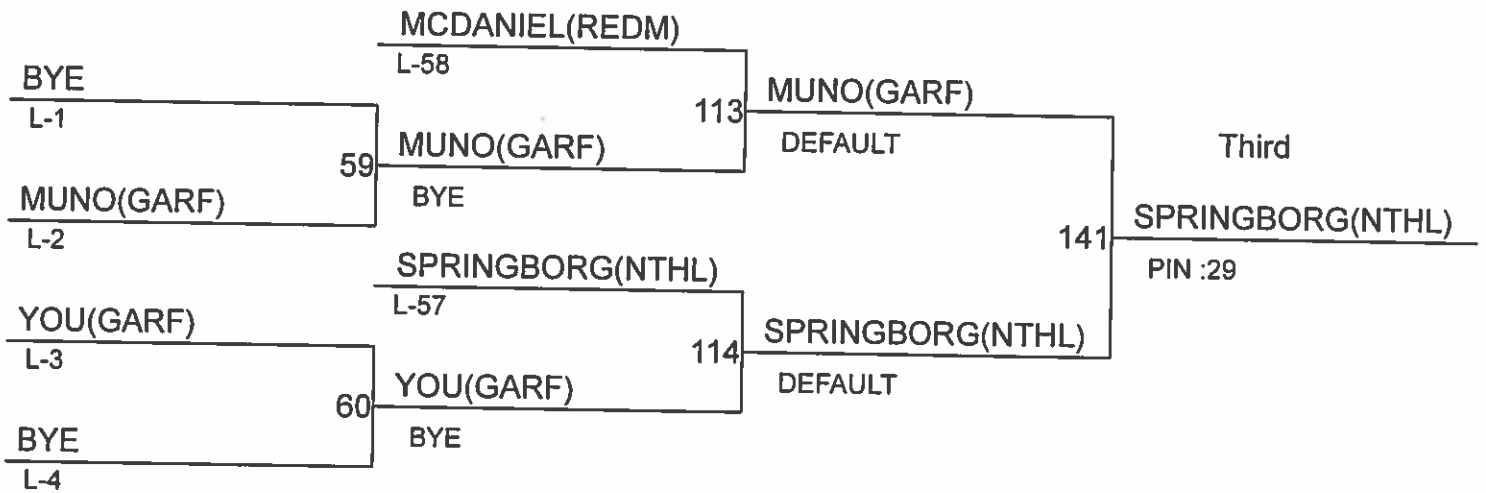 MCDANIEL(REDM)
L-58
BYE
L-1
113
MUNO(GARF)
DEFAULT
Third
59
MUNO(GARF)
BYE
MUNO(GARF)
L-2
141
SPRINGBORG(NTHL)
PIN :29
SPRINGBORG(NTHL)
L-57
YOU(GARF)
L-3
114
SPRINGBORG(NTHL)
DEFAULT
60
YOU(GARF)
BYE
BYE
L-4